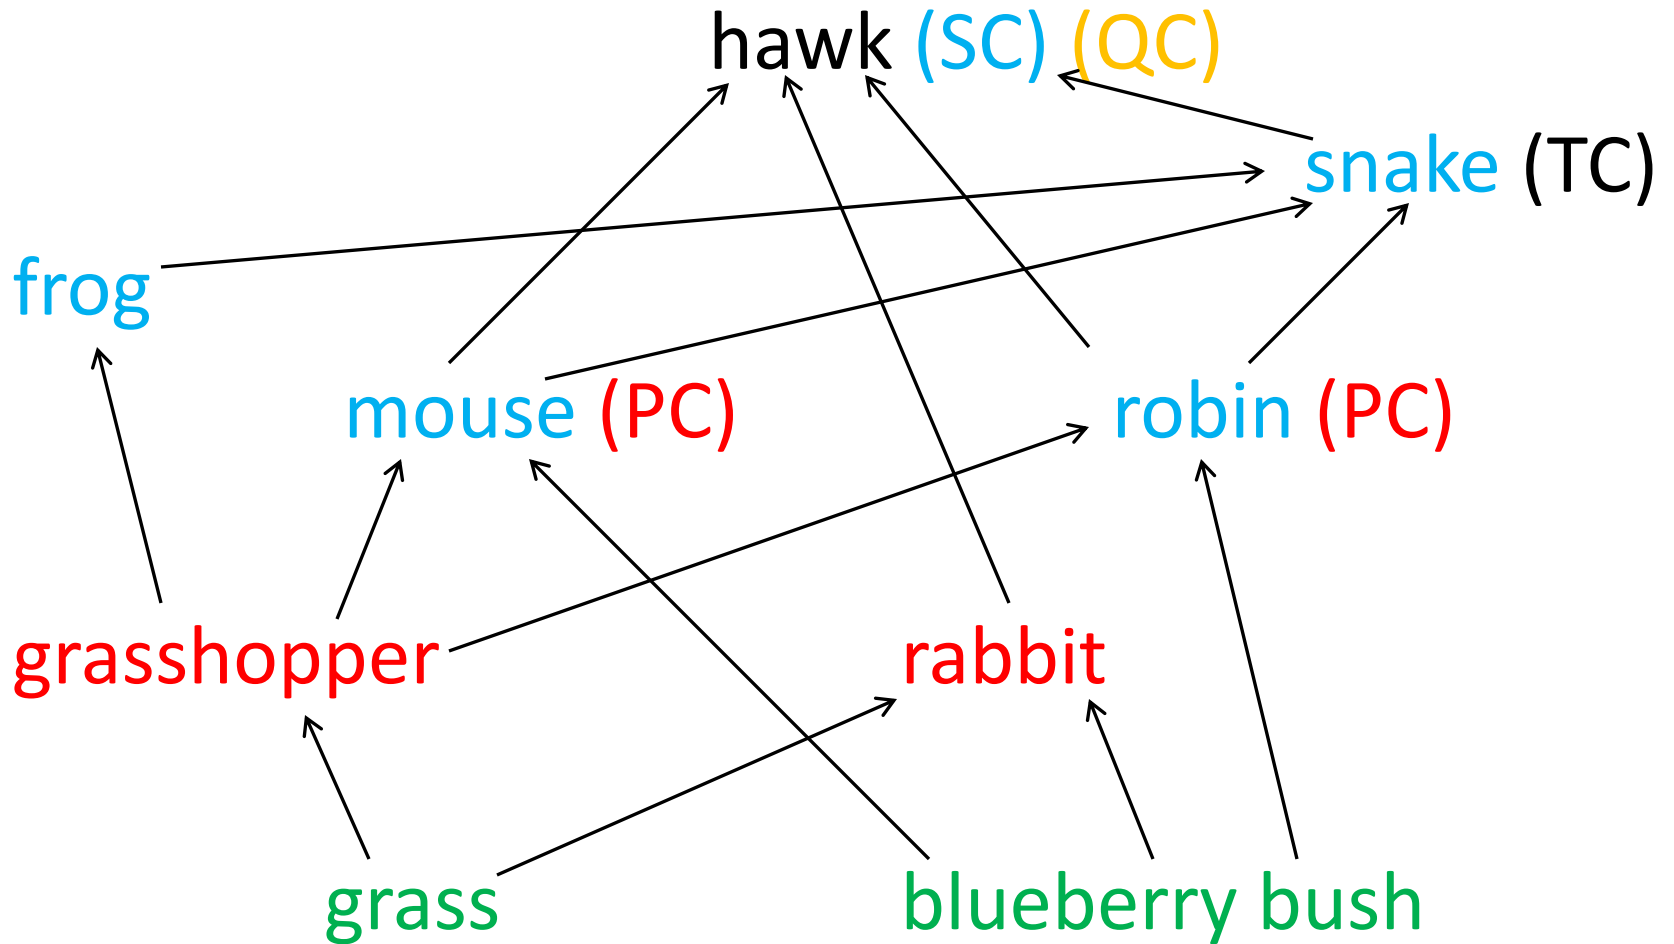 hawk (SC) (QC)
snake (TC)
frog
mouse (PC)
robin (PC)
grasshopper
rabbit
grass
blueberry bush